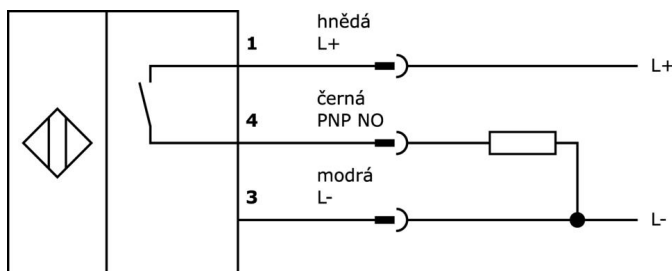 hnědá
1 L+
L+
černá
4 PNP NO
modrá
3 L-
L-